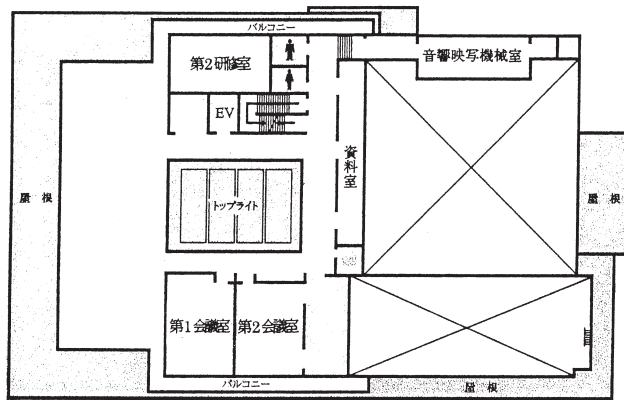 バルコニー
第2研修室
音響映写機械室
EV
資料室
屋根
トップライト
屋根
第1会議室
第2会議室
バルコニー
屋根